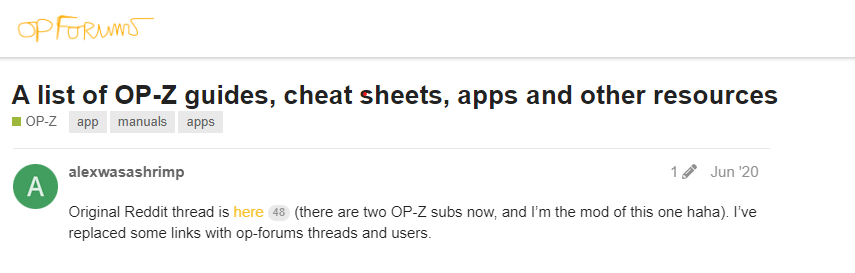 OP FORUMS
A list of OP-Z guides, cheat sheets, apps and other resources
OP-Z app manuals apps
A alexwasashrimp 1 Jun '20
Original Reddit thread is here 48 (there are two OP-Z subs now, and I'm the mod of this one haha). I've
replaced some links with op-forums threads and users.